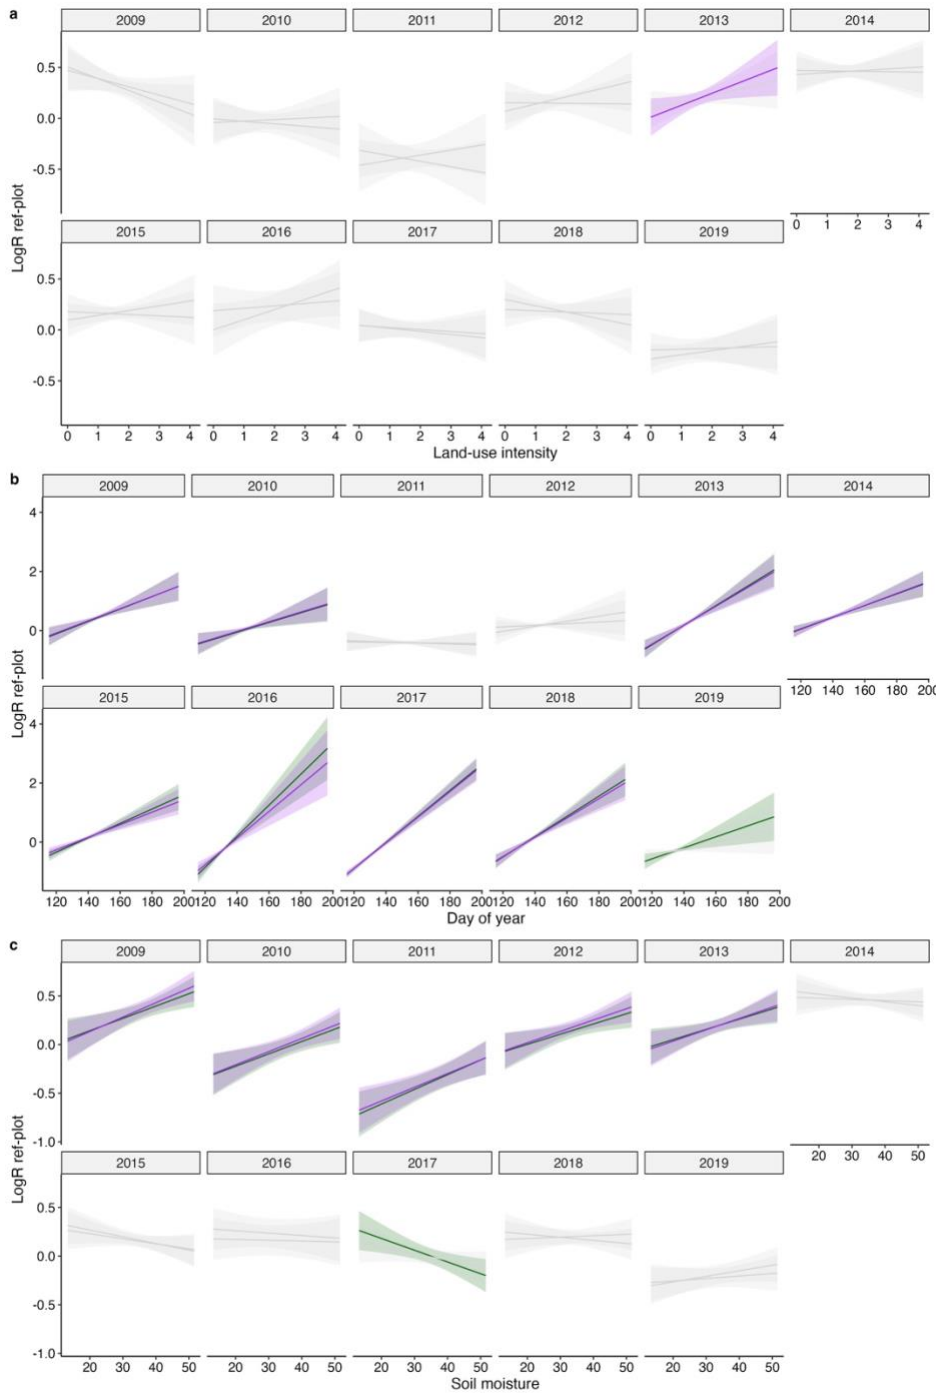 a
2009 2010 2011 2012 2013 2014
0.5
0.0
-0.5
0 1 2 3 4
LogR ref-plot
2015 2016 2017 2018 2019
0.5
0.0
-0.5
0 1 2 3 4 0 1 2 3 4 0 1 2 3 4 0 1 2 3 4 0 1 2 3 4
Land-use intensity
b
2009 2010 2011 2012 2013 2014
4
2
0
120 140 160 180 200
LogR ref-plot
2015 2016 2017 2018 2019
4
2
0
120 140 160 180 200 120 140 160 180 200 120 140 160 180 200 120 140 160 180 200 120 140 160 180 200
Day of year
c
2009 2010 2011 2012 2013 2014
0.5
0.0
-0.5
-1.0
20 30 40 50
LogR ref-plot
2015 2016 2017 2018 2019
0.5
0.0
-0.5
-1.0
20 30 40 50 20 30 40 50 20 30 40 50 20 30 40 50 20 30 40 50
Soil moisture